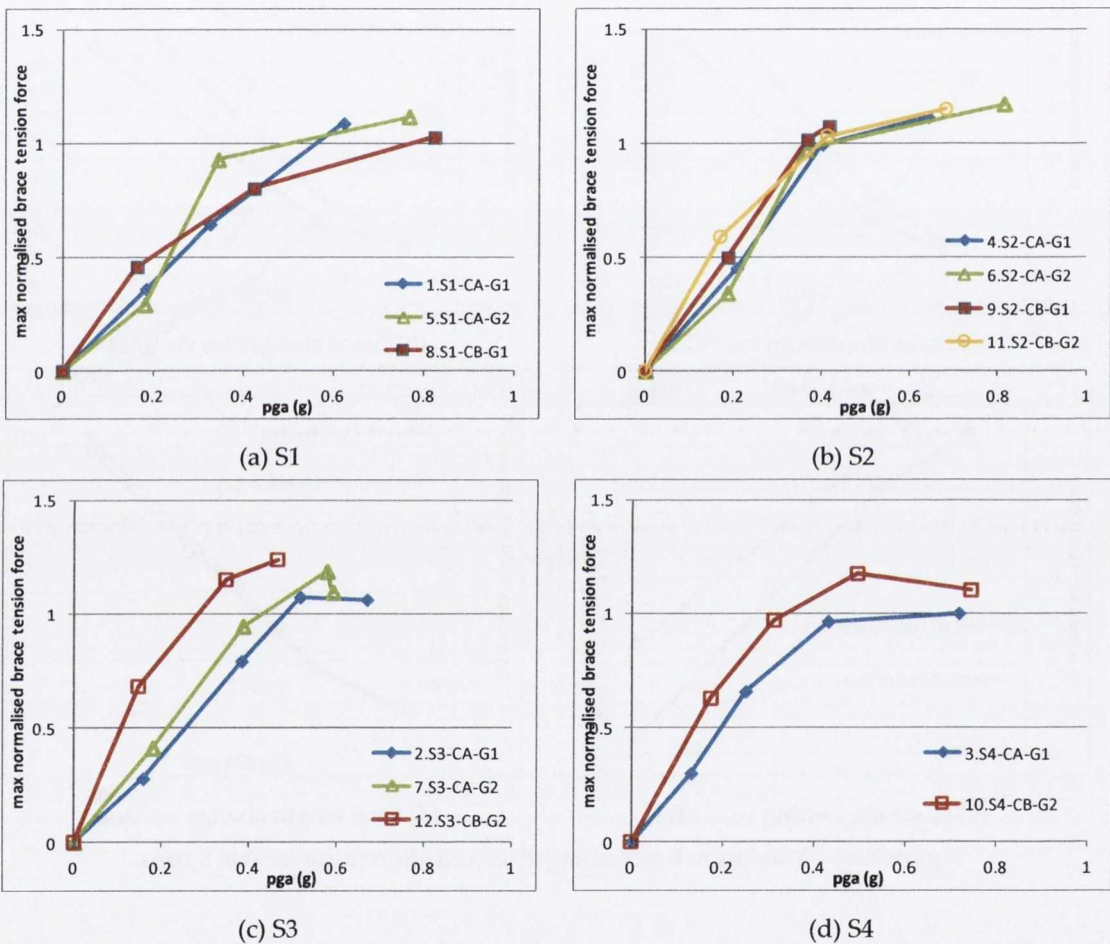 max normalised brace tension force
1.5
1
0.5
0
0 0.2 0.4 0.6 0.8 1
pga (g)
1.S1-CA-G1
5.S1-CA-G2
8.S1-CB-G1
(a) S1
max normalised brace tension force
1.5
1
0.5
0
0 0.2 0.4 0.6 0.8 1
pga (g)
4.S2-CA-G1
6.S2-CA-G2
9.S2-CB-G1
11.S2-CB-G2
(b) S2
max normalised brace tension force
1.5
1
0.5
0
0 0.2 0.4 0.6 0.8 1
pga (g)
2.S3-CA-G1
7.S3-CA-G2
12.S3-CB-G2
(c) S3
max normalised brace tension force
1.5
1
0.5
0
0 0.2 0.4 0.6 0.8 1
pga (g)
3.S4-CA-G1
10.S4-CB-G2
(d) S4